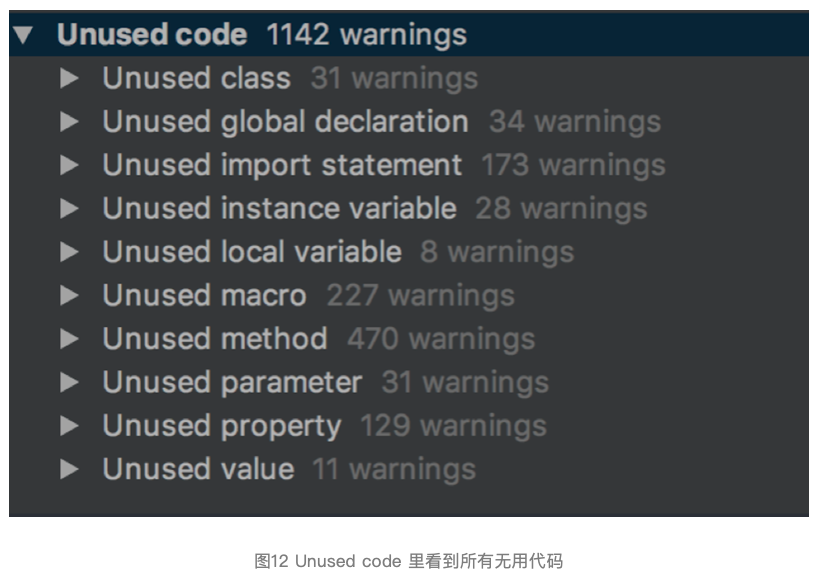 Unused code 1142 warnings
Unused class 31 warnings
Unused global declaration 34 warnings
Unused import statement 173 warnings
Unused instance variable 28 warnings
Unused local variable 8 warnings
Unused macro 227 warnings
Unused method 470 warnings
Unused parameter 31 warnings
Unused property 129 warnings
Unused value 11 warnings
图12 Unused code 里看到所有无用代码